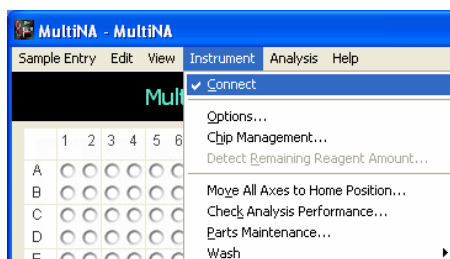 MultiNA - MultiNA
Sample Entry Edit View Instrument Analysis Help
Connect
Options...
Chip Management...
Detect Remaining Reagent Amount...
Move All Axes to Home Position...
Check Analysis Performance...
Parts Maintenance...
Wash
Mult
1 2 3 4 5 6
A
B
C
D
E